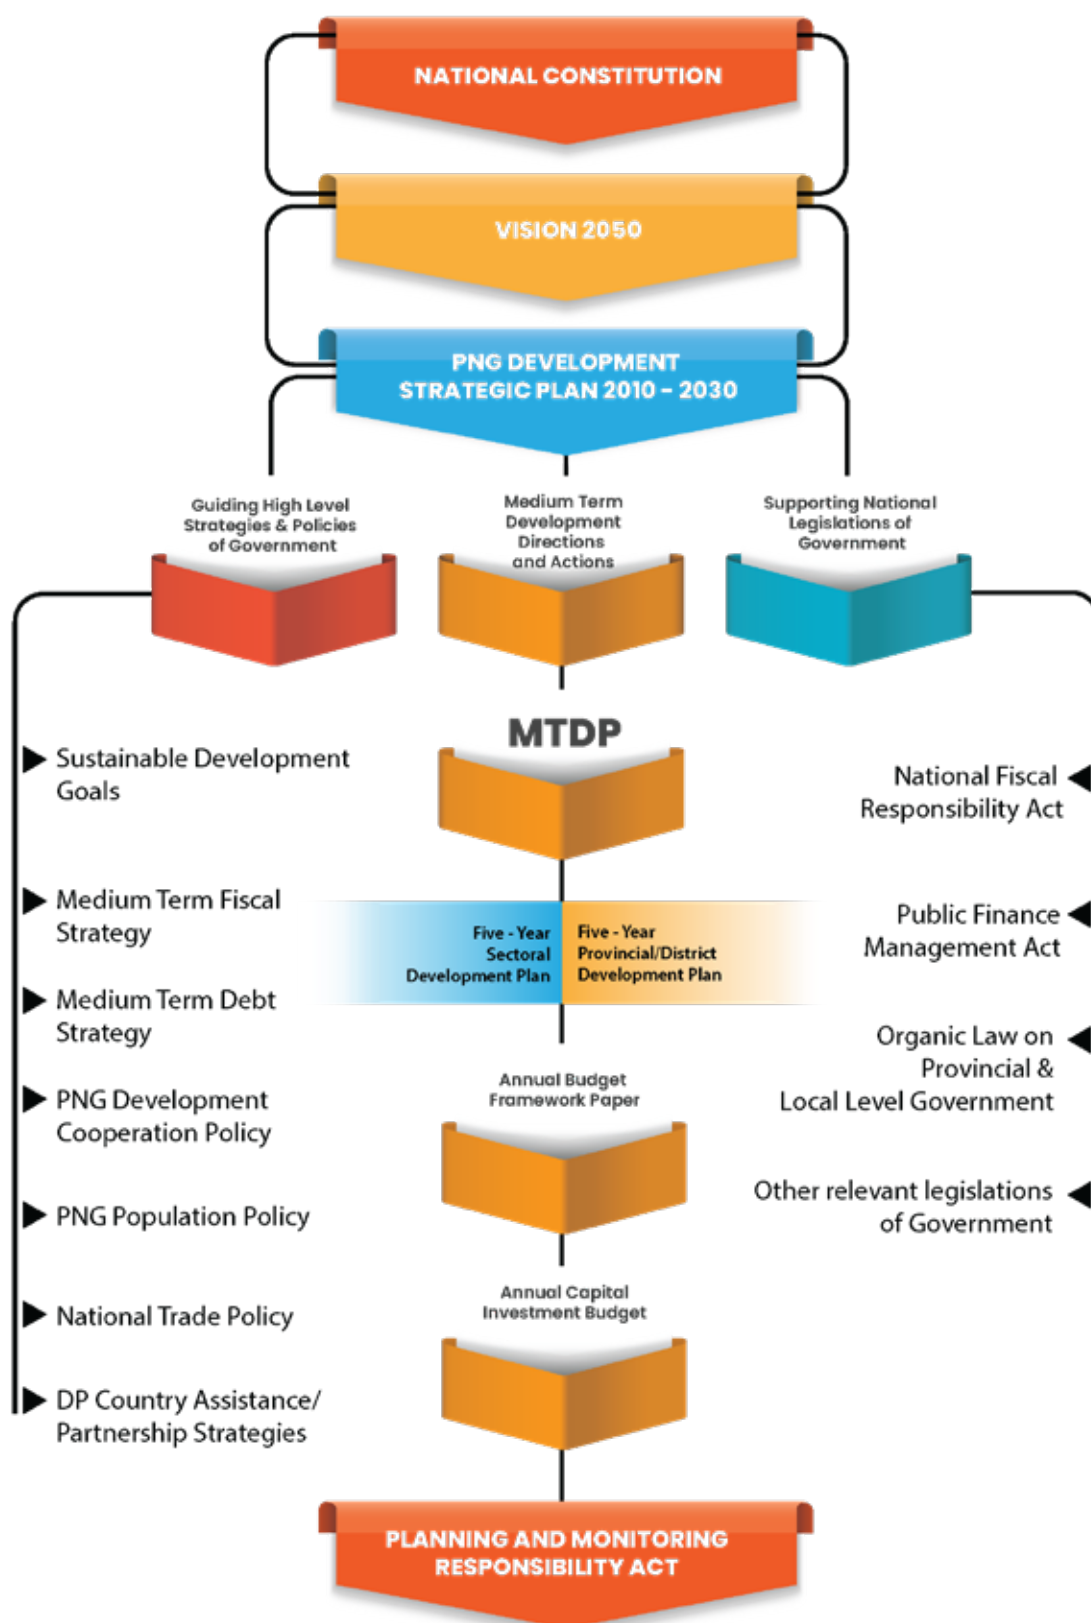 NATIONAL CONSTITUTION
VISION 2050
PNG DEVELOPMENT
STRATEGIC PLAN 2010 – 2030
Guiding High Level
Strategies & Policies
of Government
Medium Term
Development
Directions
and Actions
Supporting National
Legislations of
Government
Sustainable Development
Goals
Medium Term Fiscal
Strategy
Medium Term Debt
Strategy
PNG Development
Cooperation Policy
PNG Population Policy
National Trade Policy
DP Country Assistance/
Partnership Strategies
MTDP
Five - Year
Sectoral
Development Plan
Five - Year
Provincial/District
Development Plan
Annual Budget
Framework Paper
Annual Capital
Investment Budget
National Fiscal
Responsibility Act
Public Finance
Management Act
Organic Law on
Provincial &
Local Level Government
Other relevant legislations
of Government
PLANNING AND MONITORING
RESPONSIBILITY ACT